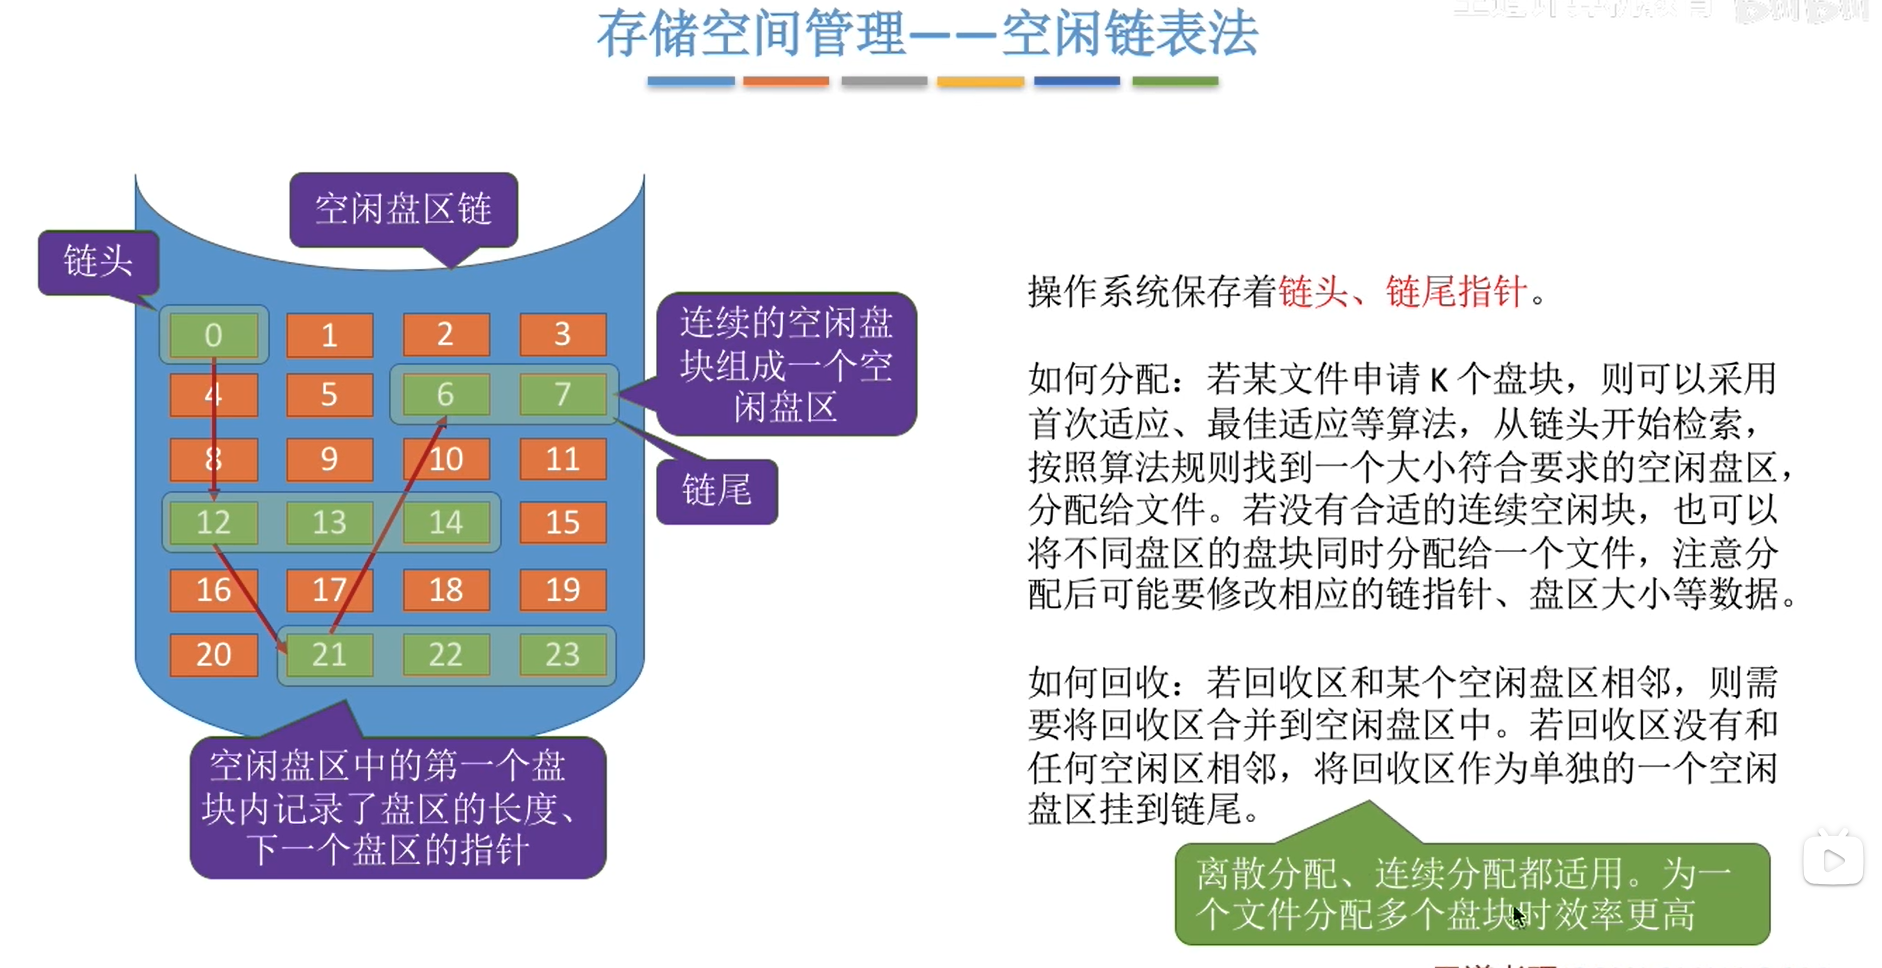 存储空间管理——空闲链表法
空闲盘区链
链头
0 1 2 3
4 5 6 7
8 9 10 11
12 13 14 15
16 17 18 19
20 21 22 23
连续的空闲盘
块组成一个空
闲盘区
链尾
空闲盘区中的第一个盘
块内记录了盘区的长度、
下一个盘区的指针
操作系统保存着链头、链尾指针。
如何分配：若某文件申请 K 个盘块，则可以采用
首次适应、最佳适应等算法，从链头开始检索，
按照算法规则找到一个大小符合要求的空闲盘区，
分配给文件。若没有合适的连续空闲块，也可以
将不同盘区的盘块同时分配给一个文件，注意分
配后可能要修改相应的链指针、盘区大小等数据。
如何回收：若回收区和某个空闲盘区相邻，则需
要将回收区合并到空闲盘区中。若回收区没有和
任何空闲区相邻，将回收区作为单独的一个空闲
盘区挂到链尾。
离散分配、连续分配都适用。为一
个文件分配多个盘块时效率更高